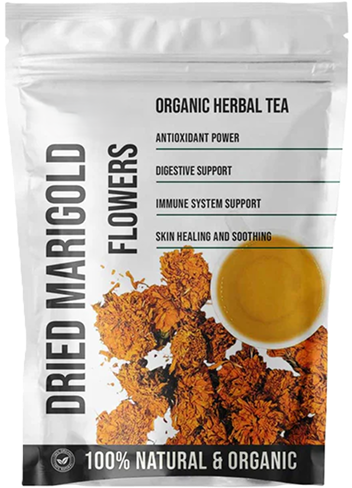 DRIED MARIGOLD
FLOWERS
ORGANIC HERBAL TEA
ANTIOXIDANT POWER
DIGESTIVE SUPPORT
IMMUNE SYSTEM SUPPORT
SKIN HEALING AND SOOTHING
100% NATURAL & ORGANIC